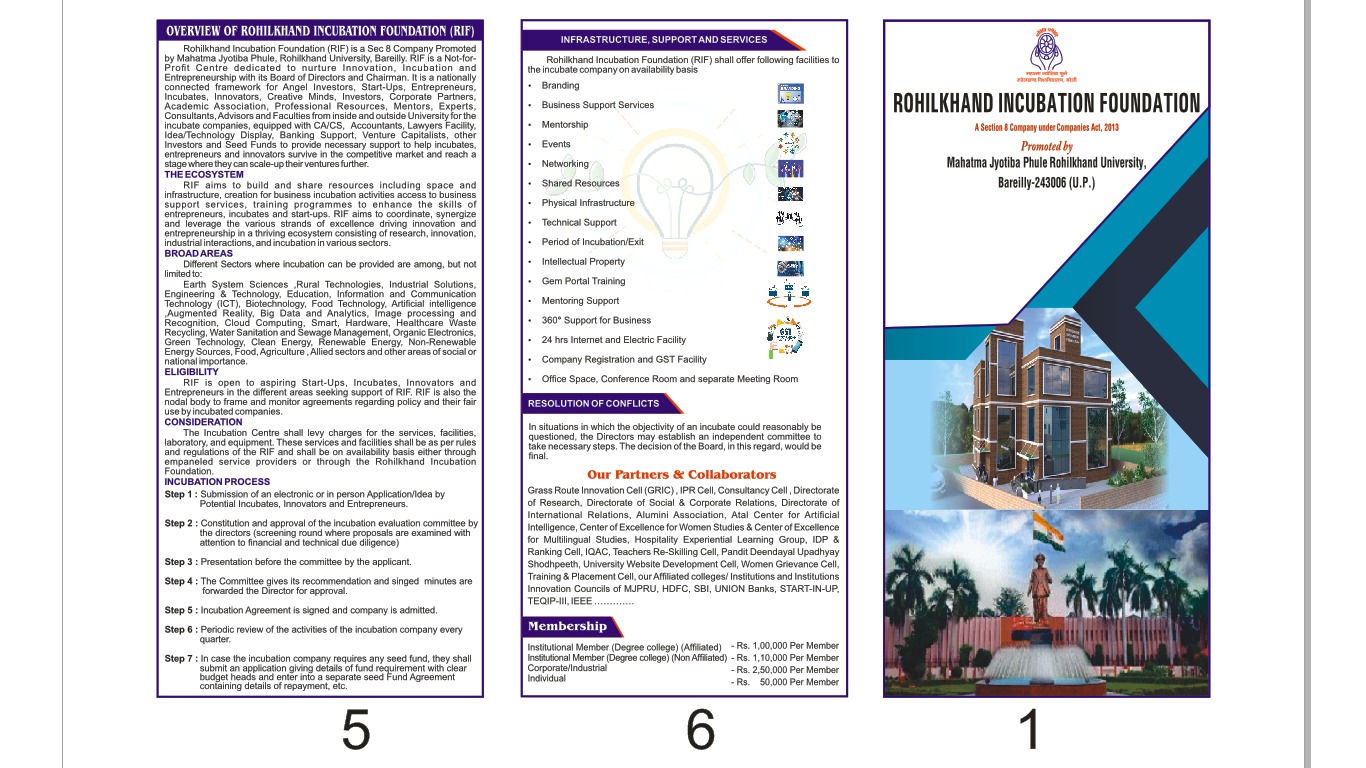 OVERVIEW OF ROHILKHAND INCUBATION FOUNDATION (RIF)
Rohilkhand Incubation Foundation (RIF) is a Sec 8 Company Promoted
by Mahatma Jyotiba Phule, Rohilkhand University, Bareilly. RIF is a Not-for-
Profit Centre dedicated to nurture Innovation, Incubation and
Entrepreneurship with its Board of Directors and Chairman. It is a nationally
connected framework for Angel Investors, Start-Ups, Entrepreneurs,
Incubates, Innovators, Creative Minds, Investors, Corporate Partners,
Academic Association, Professional Resources, Mentors, Experts,
Consultants, Advisors and Faculties from inside and outside University for the
incubate companies, equipped with CA/CS, Accountants, Lawyers Facility,
Idea/Technology Display, Banking Support, Venture Capitalists, other
Investors and Seed Funds to provide necessary support to help incubates,
entrepreneurs and innovators survive in the competitive market and reach a
stage where they can scale-up their ventures further.
THE ECOSYSTEM
RIF aims to build and share resources including space and
infrastructure, creation for business incubation activities access to business
support services, training programmes to enhance the skills of
entrepreneurs, incubates and start-ups. RIF aims to coordinate, synergize
and leverage the various strands of excellence driving innovation and
entrepreneurship in a thriving ecosystem consisting of research, innovation,
industrial interactions, and incubation in various sectors.
BROAD AREAS
Different Sectors where incubation can be provided are among, but not
limited to:
Earth System Sciences ,Rural Technologies, Industrial Solutions,
Engineering & Technology, Education, Information and Communication
Technology (ICT), Biotechnology, Food Technology, Artificial intelligence
,Augmented Reality, Big Data and Analytics, Image processing and
Recognition, Cloud Computing, Smart, Hardware, Healthcare Waste
Recycling, Water Sanitation and Sewage Management, Organic Electronics,
Green Technology, Clean Energy, Renewable Energy, Non-Renewable
Energy Sources, Food, Agriculture , Allied sectors and other areas of social or
national importance.
ELIGIBILITY
RIF is open to aspiring Start-Ups, Incubates, Innovators and
Entrepreneurs in the different areas seeking support of RIF. RIF is also the
nodal body to frame and monitor agreements regarding policy and their fair
use by incubated companies.
CONSIDERATION
The Incubation Centre shall levy charges for the services, facilities,
laboratory, and equipment. These services and facilities shall be as per rules
and regulations of the RIF and shall be on availability basis either through
empaneled service providers or through the Rohilkhand Incubation
Foundation.
INCUBATION PROCESS
Step 1 : Submission of an electronic or in person Application/Idea by
Potential Incubates, Innovators and Entrepreneurs.
Step 2 : Constitution and approval of the incubation evaluation committee by
the directors (screening round where proposals are examined with
attention to financial and technical due diligence)
Step 3 : Presentation before the committee by the applicant.
Step 4 : The Committee gives its recommendation and singed minutes are
forwarded the Director for approval.
Step 5 : Incubation Agreement is signed and company is admitted.
Step 6 : Periodic review of the activities of the incubation company every
quarter.
Step 7 : In case the incubation company requires any seed fund, they shall
submit an application giving details of fund requirement with clear
budget heads and enter into a separate seed Fund Agreement
containing details of repayment, etc.
5
INFRASTRUCTURE, SUPPORT AND SERVICES
Rohilkhand Incubation Foundation (RIF) shall offer following facilities to
the incubate company on availability basis
• Branding
• Business Support Services
• Mentorship
• Events
• Networking
• Shared Resources
• Physical Infrastructure
• Technical Support
• Period of Incubation/Exit
• Intellectual Property
• Gem Portal Training
• Mentoring Support
• 360° Support for Business
• 24 hrs Internet and Electric Facility
• Company Registration and GST Facility
• Office Space, Conference Room and separate Meeting Room
GST
RESOLUTION OF CONFLICTS
In situations in which the objectivity of an incubate could reasonably be
questioned, the Directors may establish an independent committee to
take necessary steps. The decision of the Board, in this regard, would be
final.
Our Partners & Collaborators
Grass Route Innovation Cell (GRIC) , IPR Cell, Consultancy Cell , Directorate
of Research, Directorate of Social & Corporate Relations, Directorate of
International Relations, Alumini Association, Atal Center for Artificial
Intelligence, Center of Excellence for Women Studies & Center of Excellence
for Multilingual Studies, Hospitality Experiential Learning Group, IDP &
Ranking Cell, IQAC, Teachers Re-Skilling Cell, Pandit Deendayal Upadhyay
Shodhpeeth, University Website Development Cell, Women Grievance Cell,
Training & Placement Cell, our Affiliated colleges/ Institutions and Institutions
Innovation Councils of MJPRU, HDFC, SBI, UNION Banks, START-IN-UP,
TEQIP-III, IEEE .............
Membership
Institutional Member (Degree college) (Affiliated) - Rs. 1,00,000 Per Member
Institutional Member (Degree college) (Non Affiliated) - Rs. 1,10,000 Per Member
Corporate/Industrial - Rs. 2,50,000 Per Member
Individual - Rs. 50,000 Per Member
6
महात्मा ज्योतिबा फुले
रुहेलखण्ड विश्वविद्यालय, बरेली
ROHILKHAND INCUBATION FOUNDATION
A Section 8 Company under Companies Act, 2013
Promoted by
Mahatma Jyotiba Phule Rohilkhand University,
Bareilly-243006 (U.P.)
1